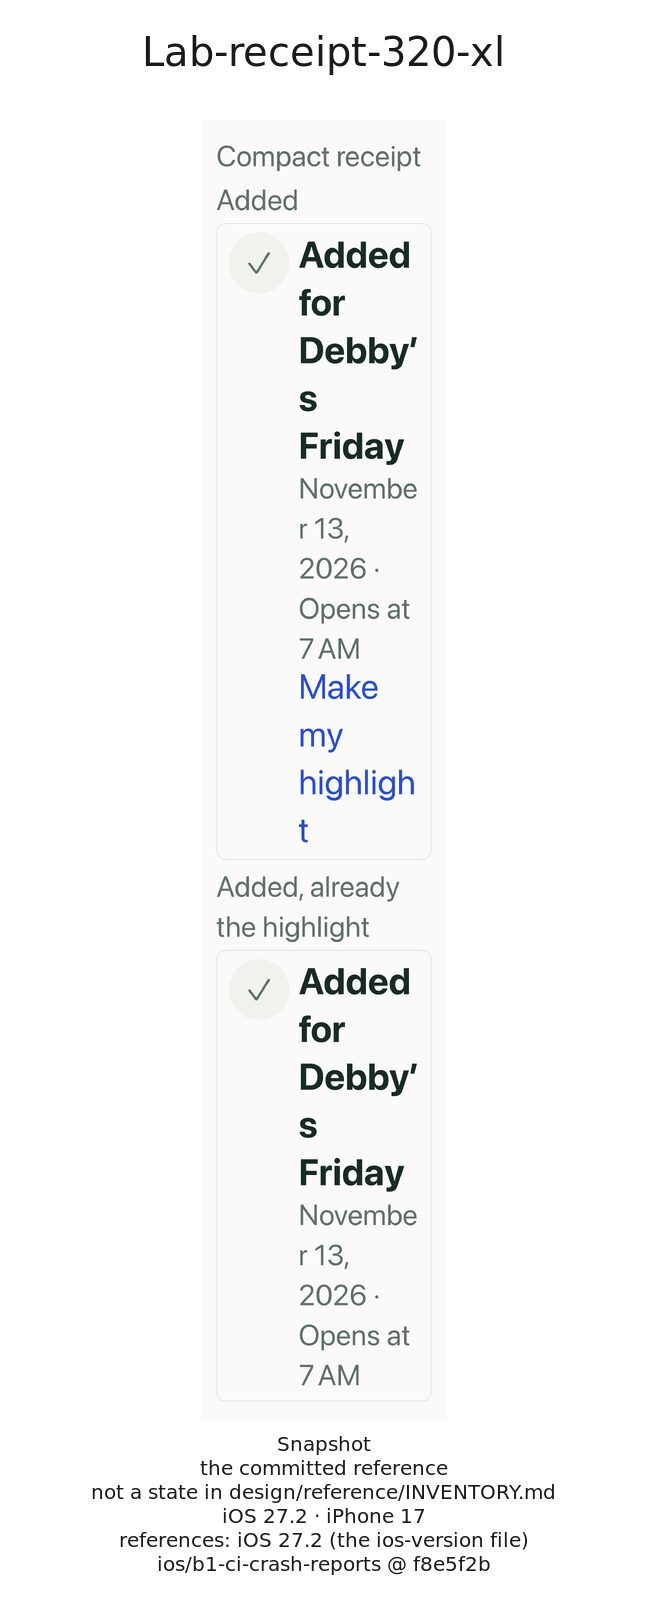 Lab-receipt-320-xl
Compact receipt
Added
Added
for
Debby’
s
Friday
Novembe
r 13,
2026 ·
Opens at
7 AM
Make
my
highligh
t
Added, already
the highlight
Added
for
Debby’
s
Friday
Novembe
r 13,
2026 ·
Opens at
7 AM
Snapshot
the committed reference
not a state in design/reference/INVENTORY.md
iOS 27.2 · iPhone 17
references: iOS 27.2 (the ios-version file)
ios/b1-ci-crash-reports @ f8e5f2b